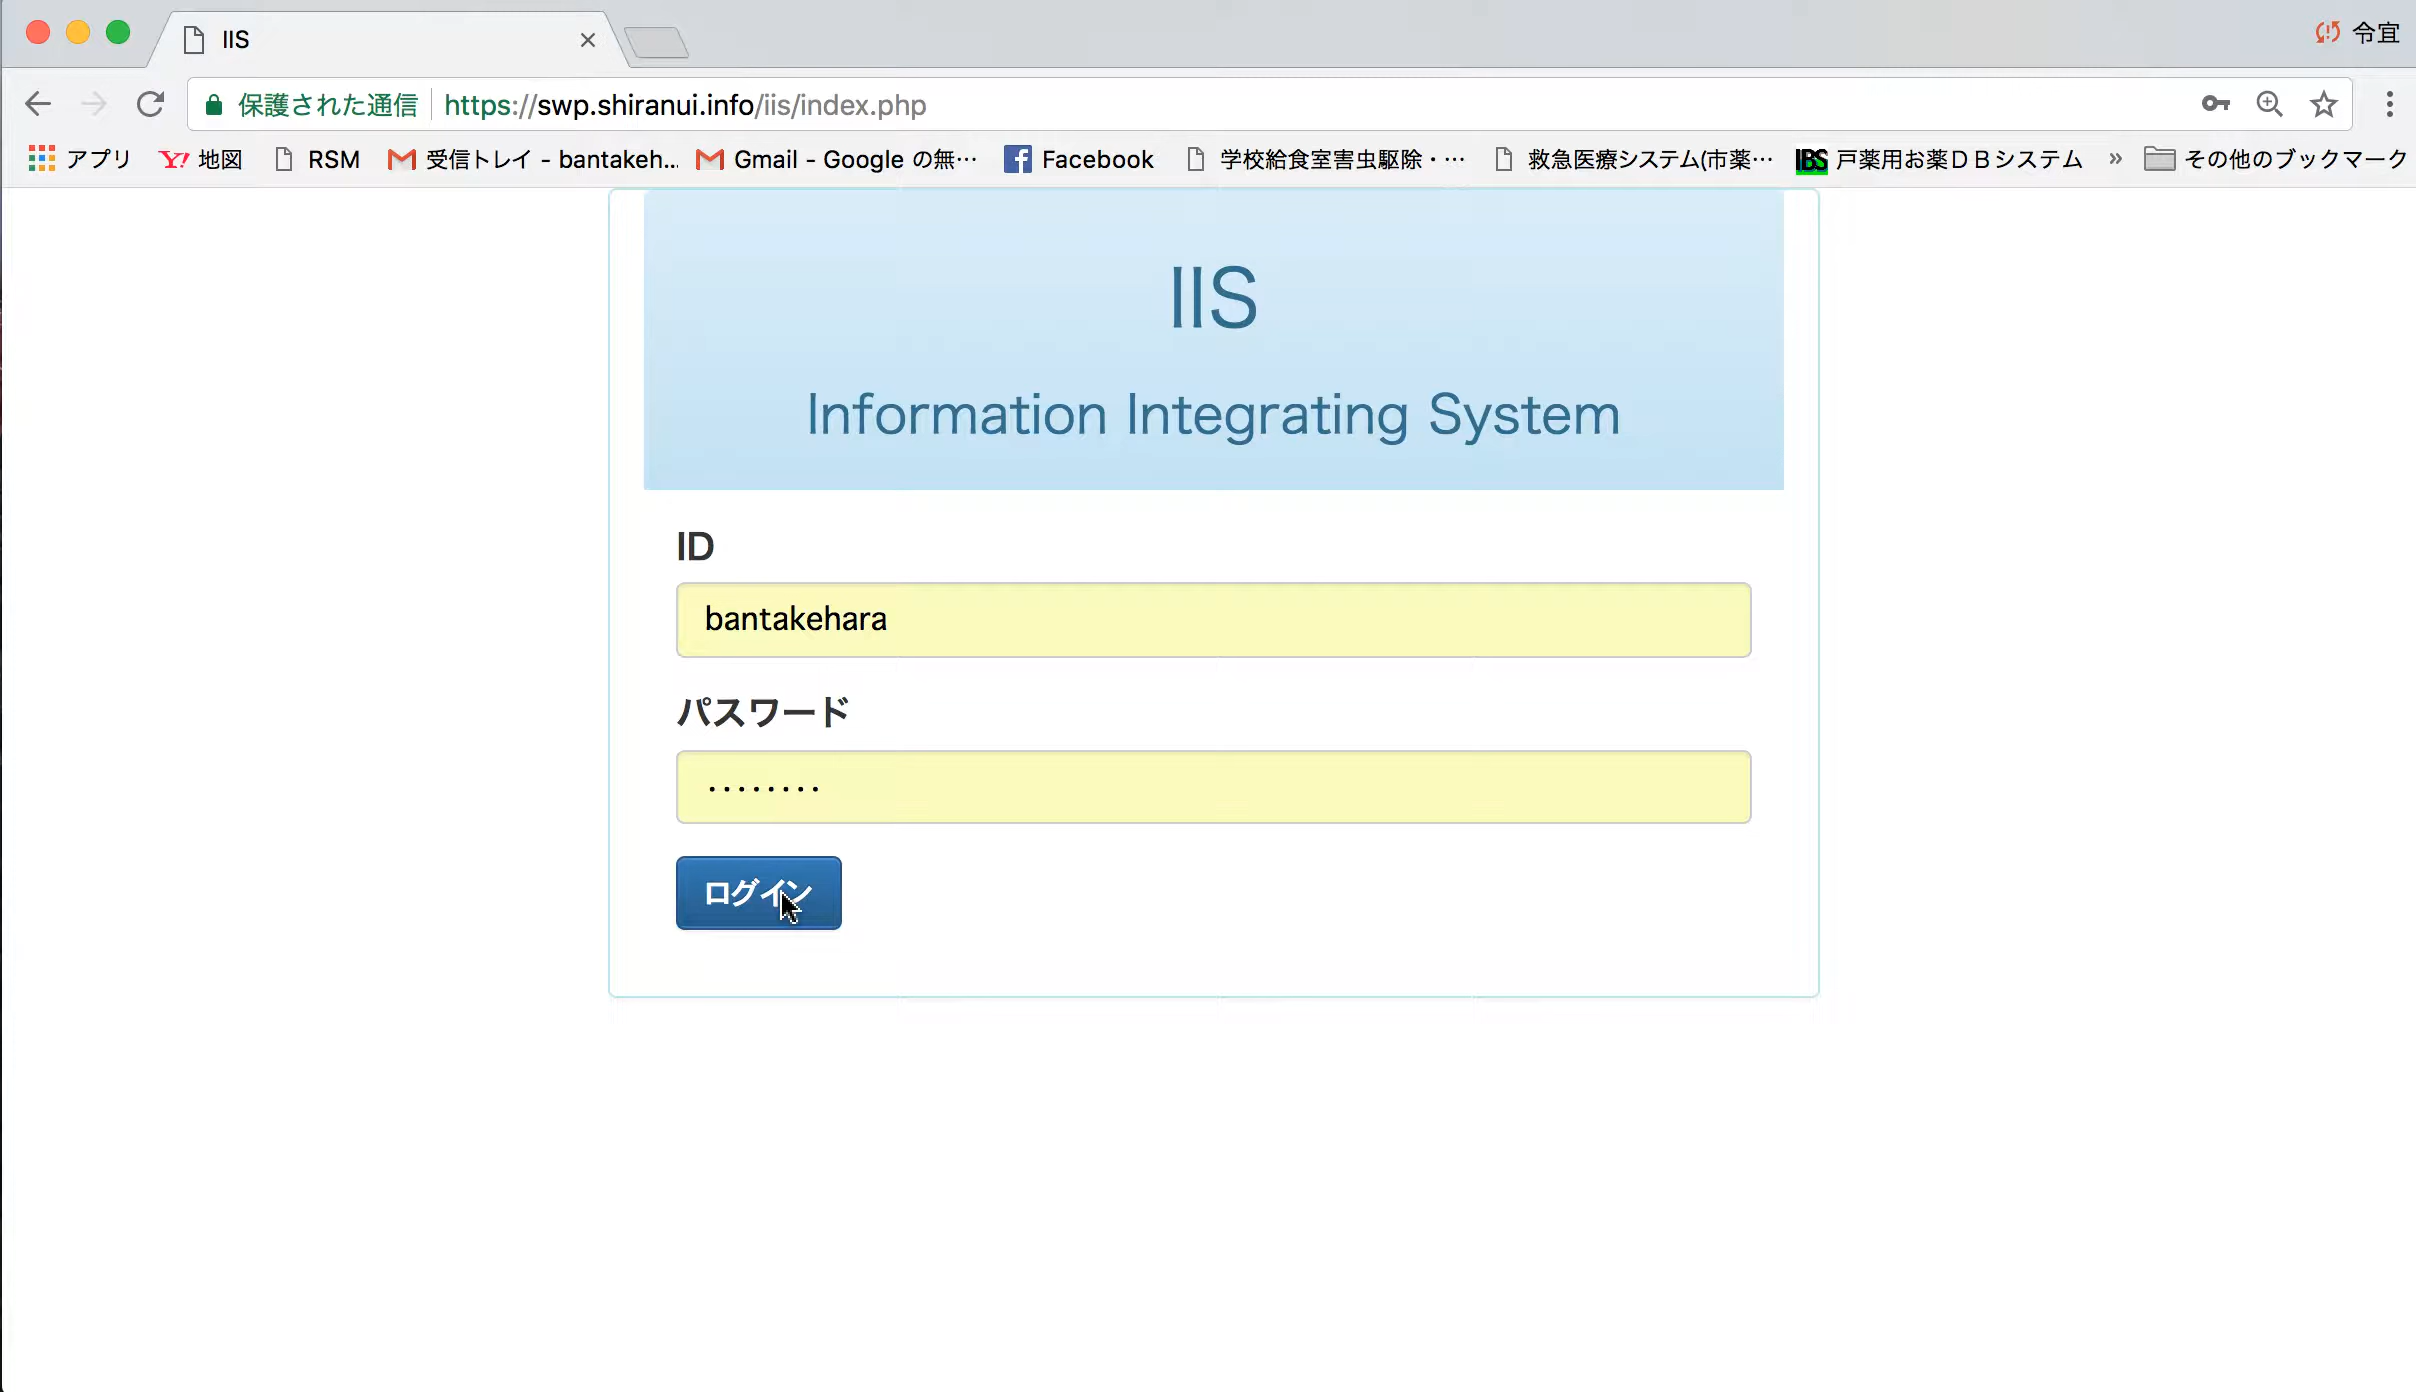 IIS
令宜
保護された通信 https://swp.shiranui.info/iis/index.php
アプリ 地図 RSM 受信トレイ - bantakeh... Gmail - Google の無… Facebook 学校給食室害虫駆除・… 救急医療システム(市薬… IBS 戸薬用お薬ＤＢシステム » その他のブックマーク
IIS
Information Integrating System
ID
bantakehara
パスワード
········
ログイン